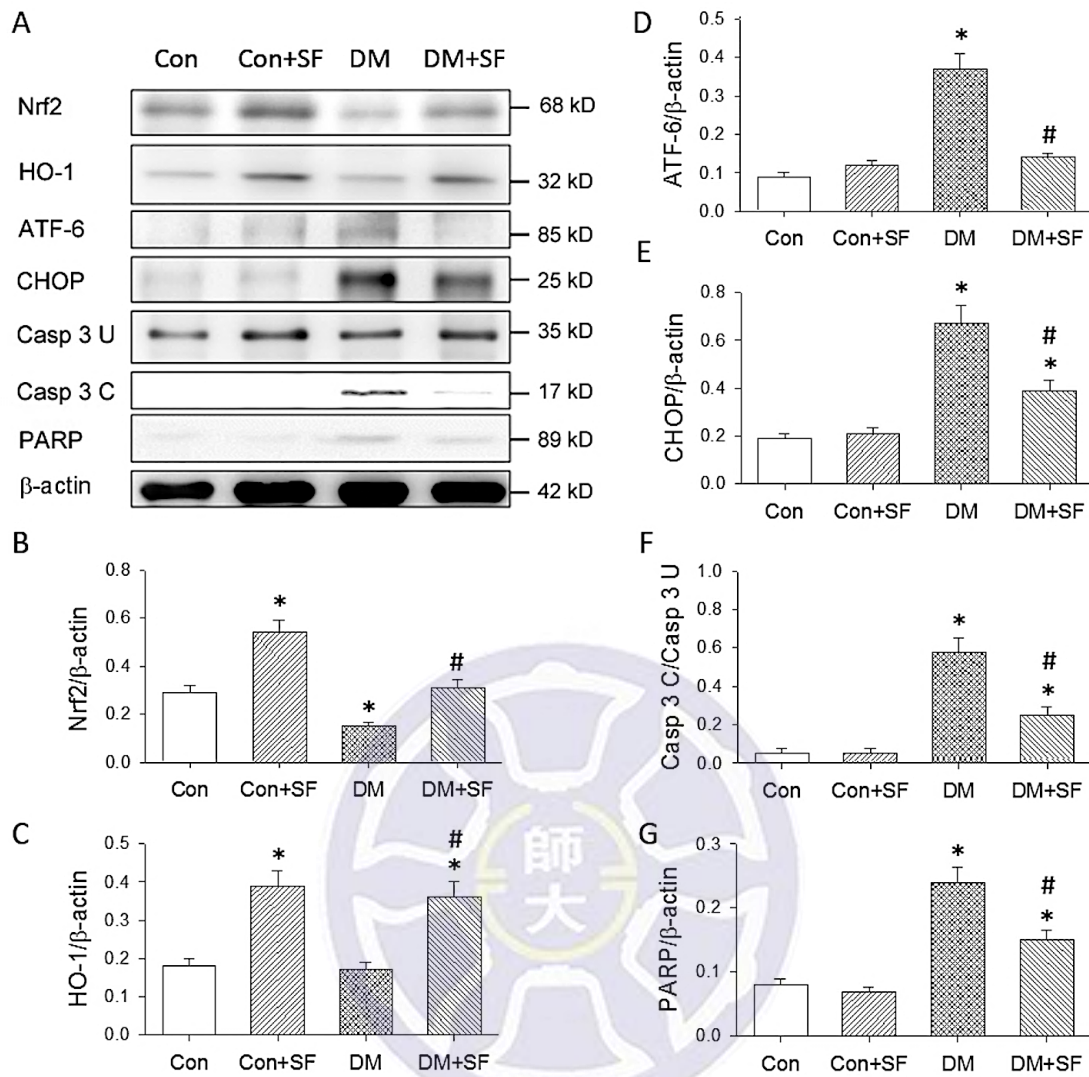 A
Con Con+SF DM DM+SF
Nrf2 68 kD
HO-1 32 kD
ATF-6 85 kD
CHOP 25 kD
Casp 3 U 35 kD
Casp 3 C 17 kD
PARP 89 kD
β-actin 42 kD
B
Nrf2/β-actin
0.8
0.6
0.4
0.2
0.0
*
*
#
Con Con+SF DM DM+SF
C
HO-1/β-actin
0.5
0.4
0.3
0.2
0.1
0.0
*
#
*
Con Con+SF DM DM+SF
D
ATF-6/β-actin
0.5
0.4
0.3
0.2
0.1
0.0
*
#
Con Con+SF DM DM+SF
E
CHOP/β-actin
0.8
0.6
0.4
0.2
0.0
*
#
*
Con Con+SF DM DM+SF
F
Casp 3 C/Casp 3 U
1.0
0.8
0.6
0.4
0.2
0.0
*
#
*
Con Con+SF DM DM+SF
G
PARP/β-actin
0.3
0.2
0.1
0.0
*
#
*
Con Con+SF DM DM+SF
師
大